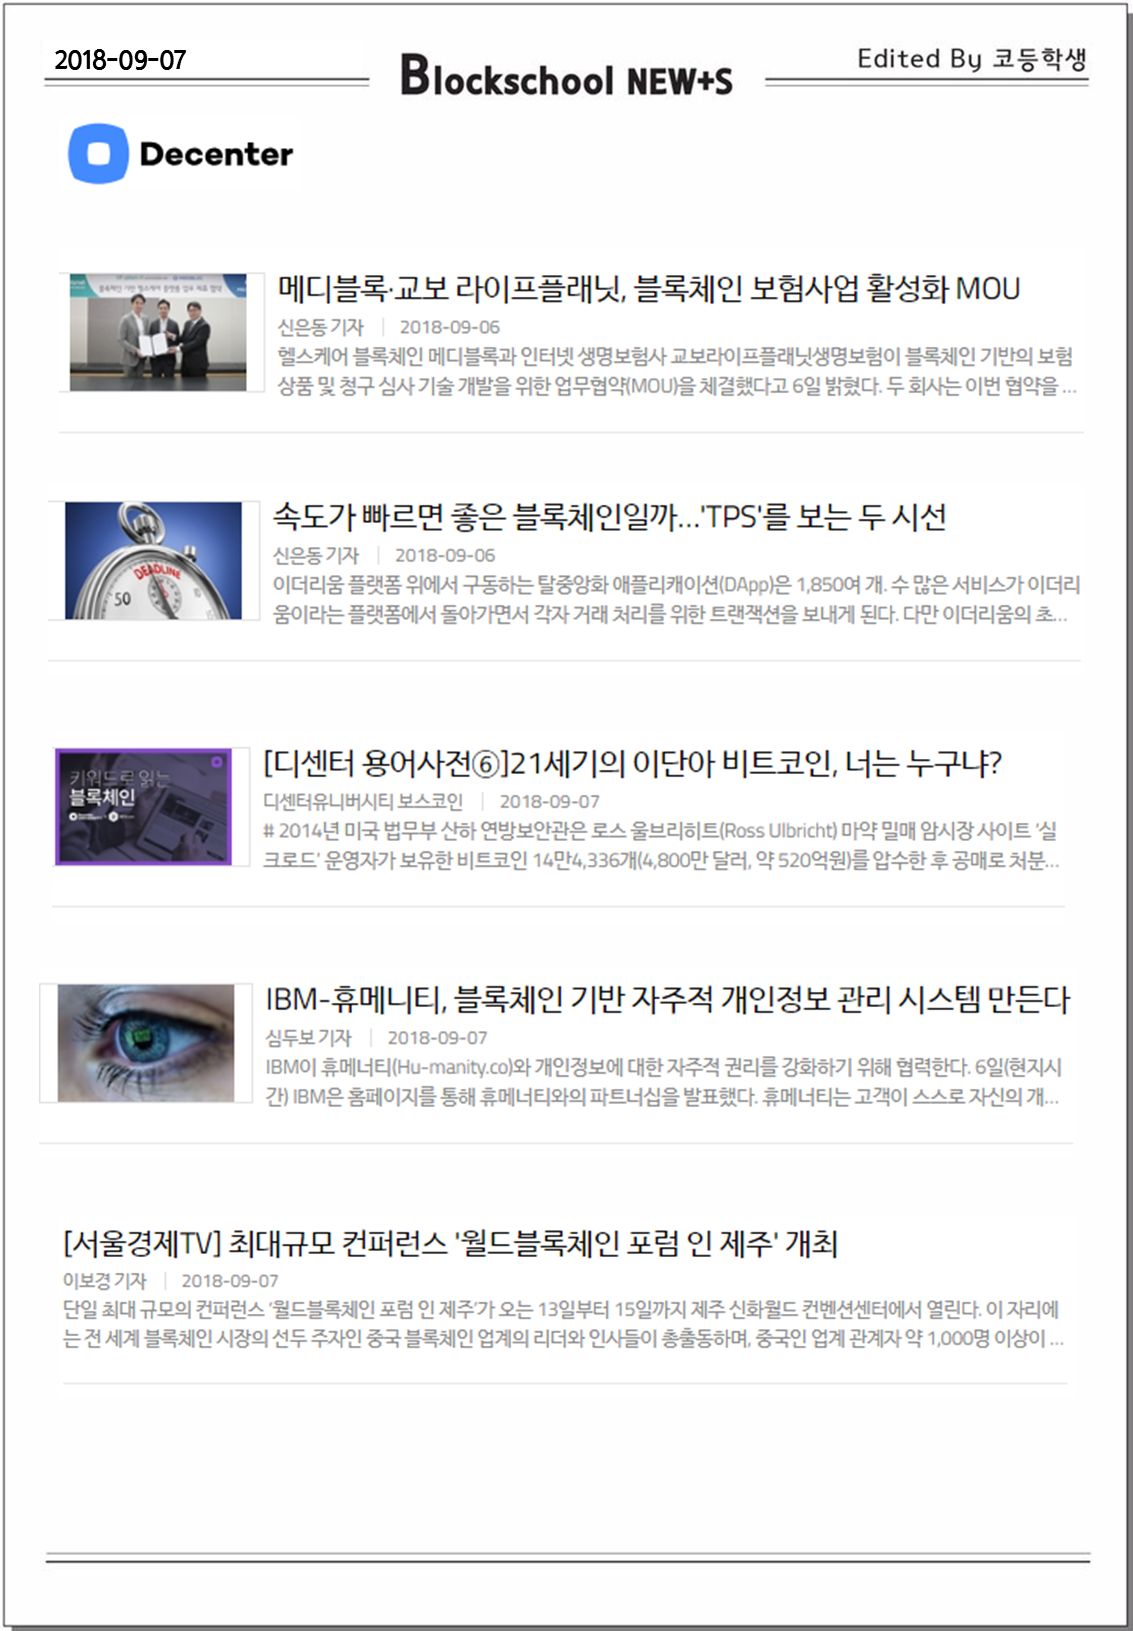 2018-09-07
Blockschool NEW+S
Edited By 코등학생
Decenter
블록체인 기반 헬스케어 플랫폼 업무 제휴 협약
메디블록·교보 라이프플래닛, 블록체인 보험사업 활성화 MOU
신은동 기자 | 2018-09-06
헬스케어 블록체인 메디블록과 인터넷 생명보험사 교보라이프플래닛생명보험이 블록체인 기반의 보험
상품 및 청구 심사 기술 개발을 위한 업무협약(MOU)을 체결했다고 6일 밝혔다. 두 회사는 이번 협약을 ...
DEADLINE
50
속도가 빠르면 좋은 블록체인일까...'TPS'를 보는 두 시선
신은동 기자 | 2018-09-06
이더리움 플랫폼 위에서 구동하는 탈중앙화 애플리캐이션(DApp)은 1,850여 개. 수 많은 서비스가 이더리
움이라는 플랫폼에서 돌아가면서 각자 거래 처리를 위한 트랜잭션을 보내게 된다. 다만 이더리움의 초...
키워드로 읽는
블록체인
[디센터 용어사전⑥]21세기의 이단아 비트코인, 너는 누구냐?
디센터유니버시티 보스코인 | 2018-09-07
# 2014년 미국 법무부 산하 연방보안관은 로스 울브리히트(Ross Ulbricht) 마약 밀매 암시장 사이트 ‘실
크로드’ 운영자가 보유한 비트코인 14만4,336개(4,800만 달러, 약 520억원)를 압수한 후 공매로 처분...
IBM-휴메니티, 블록체인 기반 자주적 개인정보 관리 시스템 만든다
심두보 기자 | 2018-09-07
IBM이 휴메너티(Hu-manity.co)와 개인정보에 대한 자주적 권리를 강화하기 위해 협력한다. 6일(현지시
간) IBM은 홈페이지를 통해 휴메너티와의 파트너십을 발표했다. 휴메너티는 고객이 스스로 자신의 개...
[서울경제TV] 최대규모 컨퍼런스 '월드블록체인 포럼 인 제주' 개최
이보경 기자 | 2018-09-07
단일 최대 규모의 컨퍼런스 ‘월드블록체인 포럼 인 제주’가 오는 13일부터 15일까지 제주 신화월드 컨벤션센터에서 열린다. 이 자리에
는 전 세계 블록체인 시장의 선두 주자인 중국 블록체인 업계의 리더와 인사들이 총출동하며, 중국인 업계 관계자 약 1,000명 이상이 ...